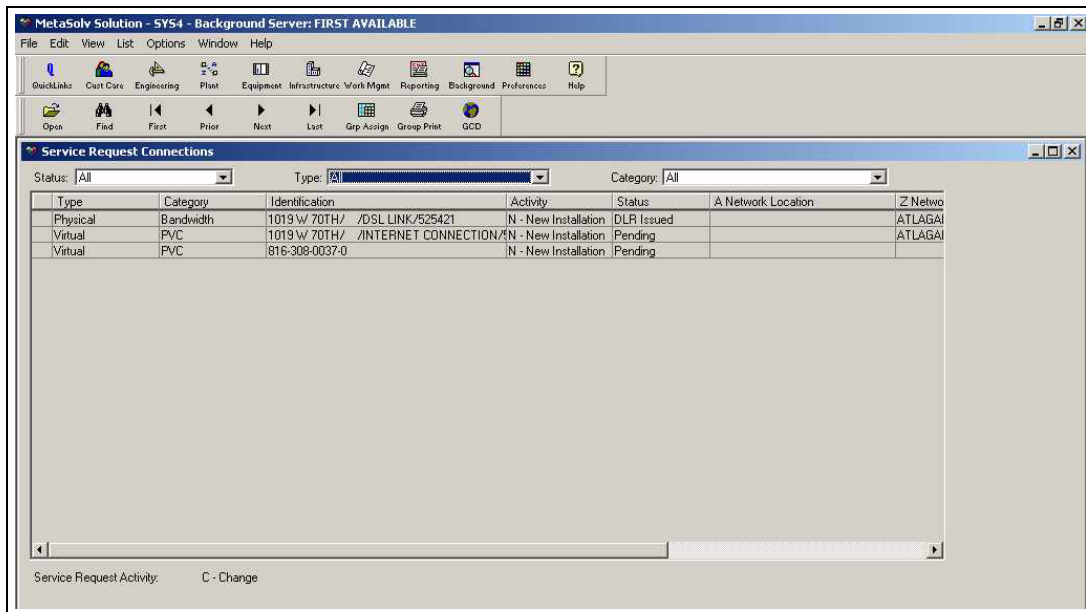 MetaSolv Solution - SYS4 - Background Server: FIRST AVAILABLE
File Edit View List Options Window Help
QuickLinks Cust Care Engineering Plant Equipment Infrastructure Work Mgmt Reporting Background Preferences Help
Open Find First Prior Next Last Grp Assign Group Print GCD
Service Request Connections
Status: All Type: All Category: All
Type Category Identification Activity Status A Network Location Z Netwo
Physical Bandwidth 1019 W 70TH/ /DSL LINK/525421 N - New Installation DLR Issued ATLAGA
Virtual PVC 1019 W 70TH/ /INTERNET CONNECTION/ N - New Installation Pending ATLAGA
Virtual PVC 816-308-0037-0 N - New Installation Pending
Service Request Activity: C - Change